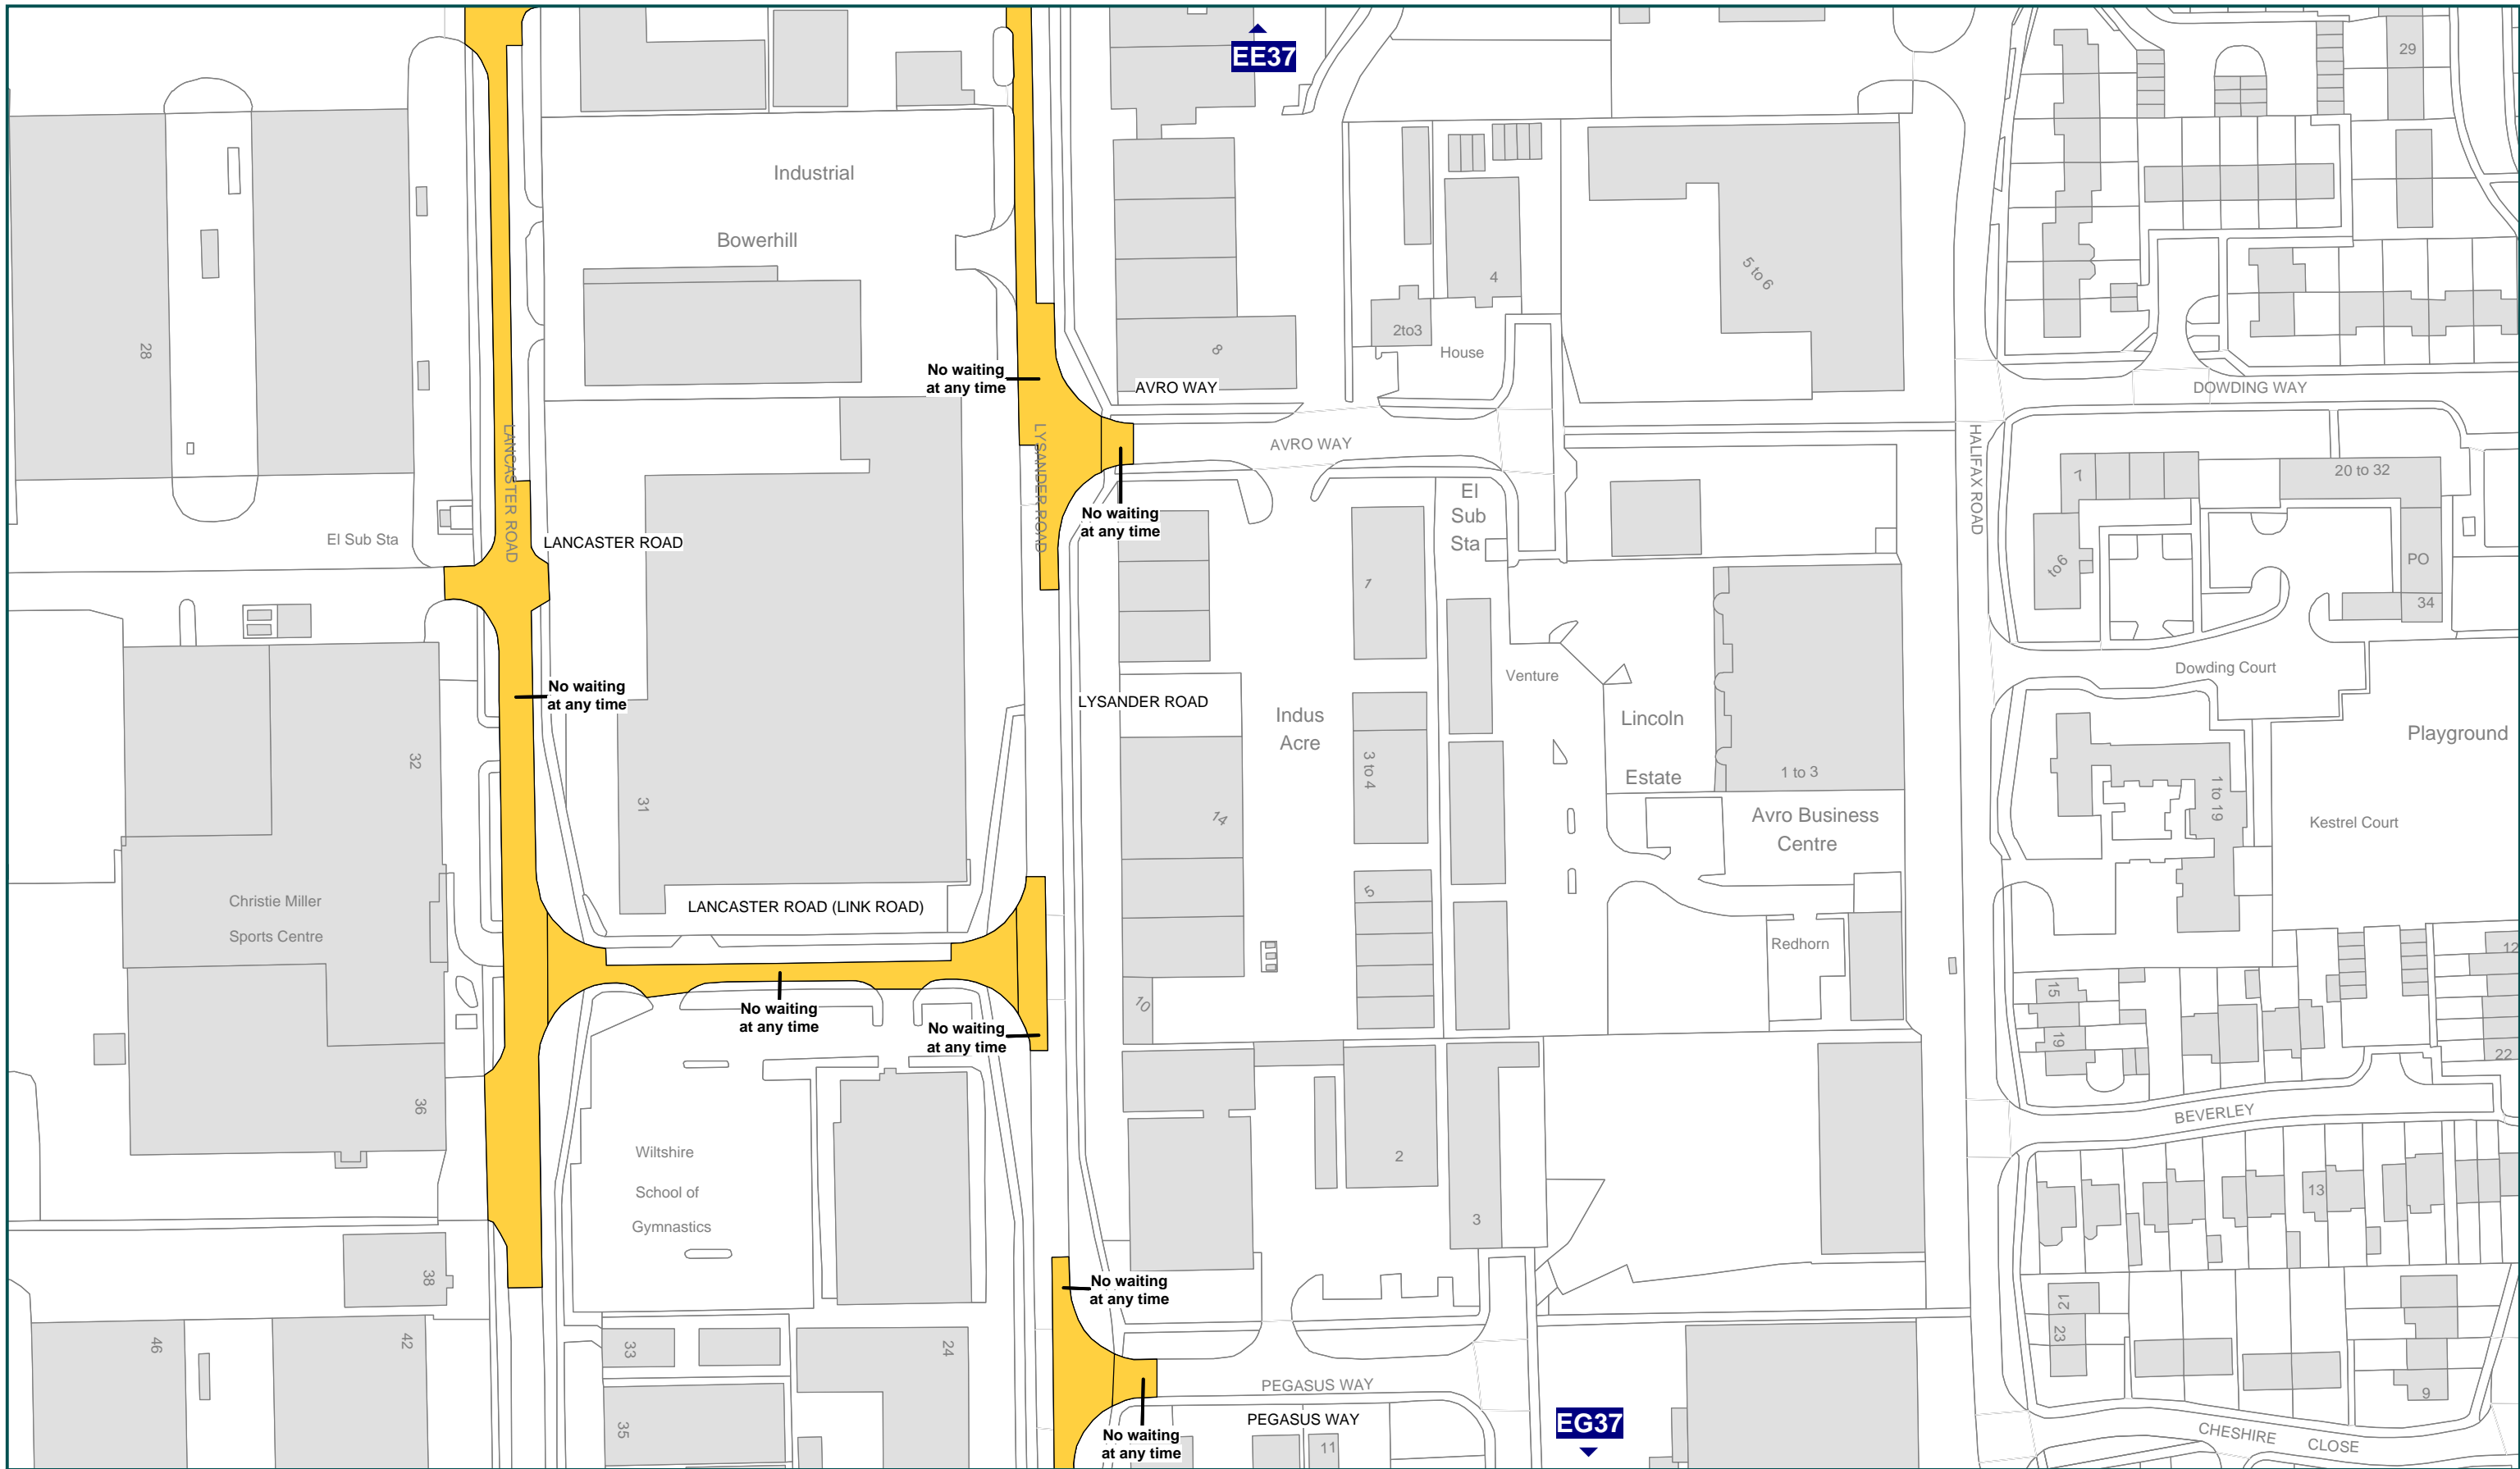 EE37
29
Industrial
Bowerhill
28
4
2to3
House
5 to 6
8
No waiting
at any time
AVRO WAY
AVRO WAY
DOWDING WAY
LANCASTER ROAD
LYSANDER ROAD
HALIFAX ROAD
No waiting
at any time
El
Sub
Sta
7
20 to 32
to6
PO
34
El Sub Sta
LANCASTER ROAD
1
Venture
Dowding Court
No waiting
at any time
LYSANDER ROAD
Indus
Acre
Lincoln
Estate
Playground
32
31
14
3 to 4
1 to 3
1 to 19
Avro Business
Centre
Kestrel Court
Christie Miller
Sports Centre
LANCASTER ROAD (LINK ROAD)
5
Redhorn
12
10
15
19
22
No waiting
at any time
No waiting
at any time
36
BEVERLEY
Wiltshire
School of
Gymnastics
2
3
13
38
No waiting
at any time
21
23
46
42
33
24
PEGASUS WAY
9
PEGASUS WAY
EG37
35
No waiting
at any time
11
CHESHIRE CLOSE